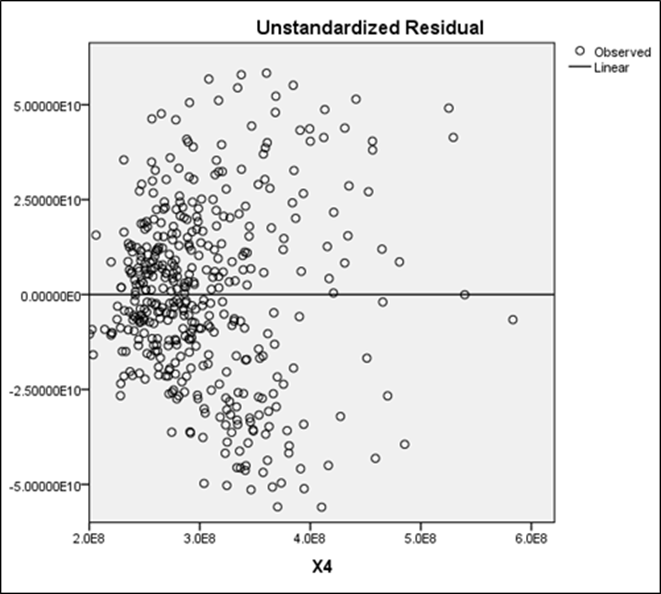 Unstandardized Residual
Observed
Linear
5.00000E10
2.50000E10
0.00000E0
-2.50000E10
-5.00000E10
2.0E8 3.0E8 4.0E8 5.0E8 6.0E8
X4